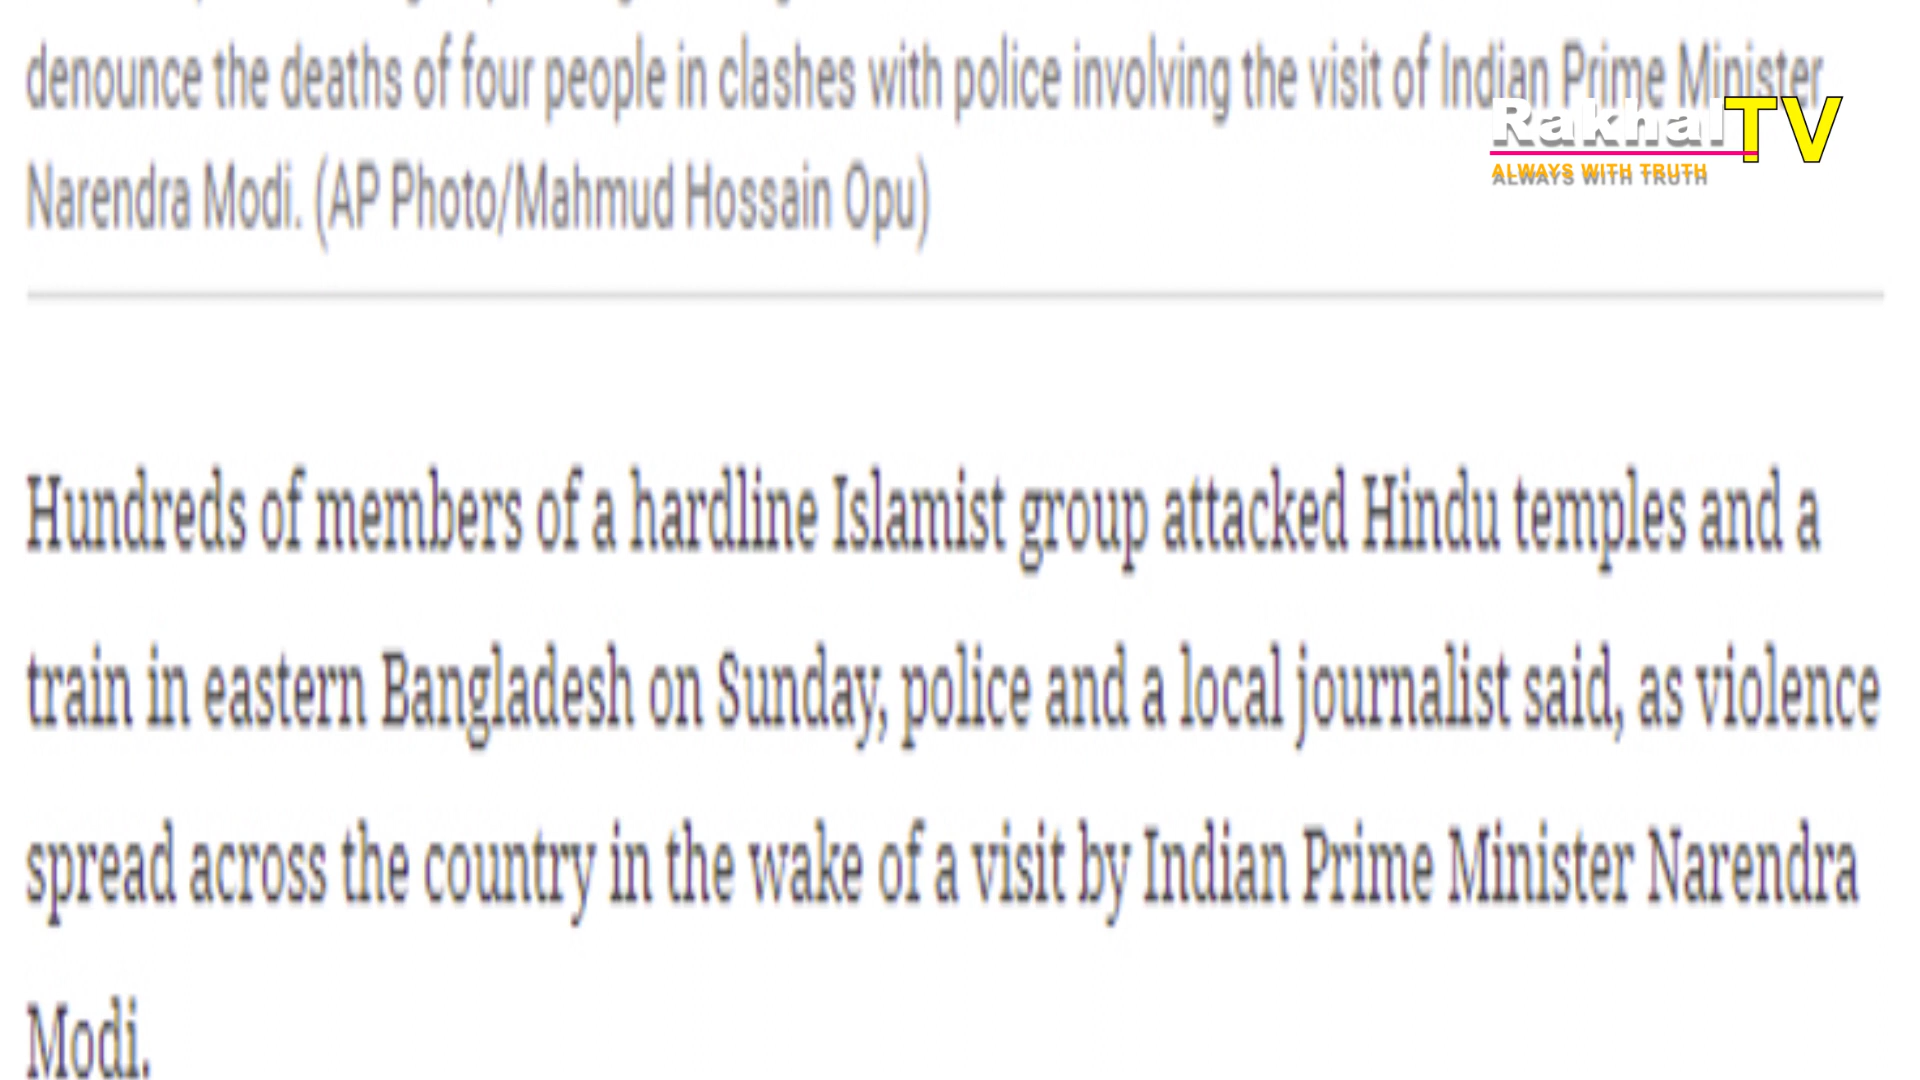 denounce the deaths of four people in clashes with police involving the visit of Indian Prime Minister
Narendra Modi. (AP Photo/Mahmud Hossain Opu)
RakhalTV
ALWAYS WITH TRUTH
Hundreds of members of a hardline Islamist group attacked Hindu temples and a
train in eastern Bangladesh on Sunday, police and a local journalist said, as violence
spread across the country in the wake of a visit by Indian Prime Minister Narendra
Modi.